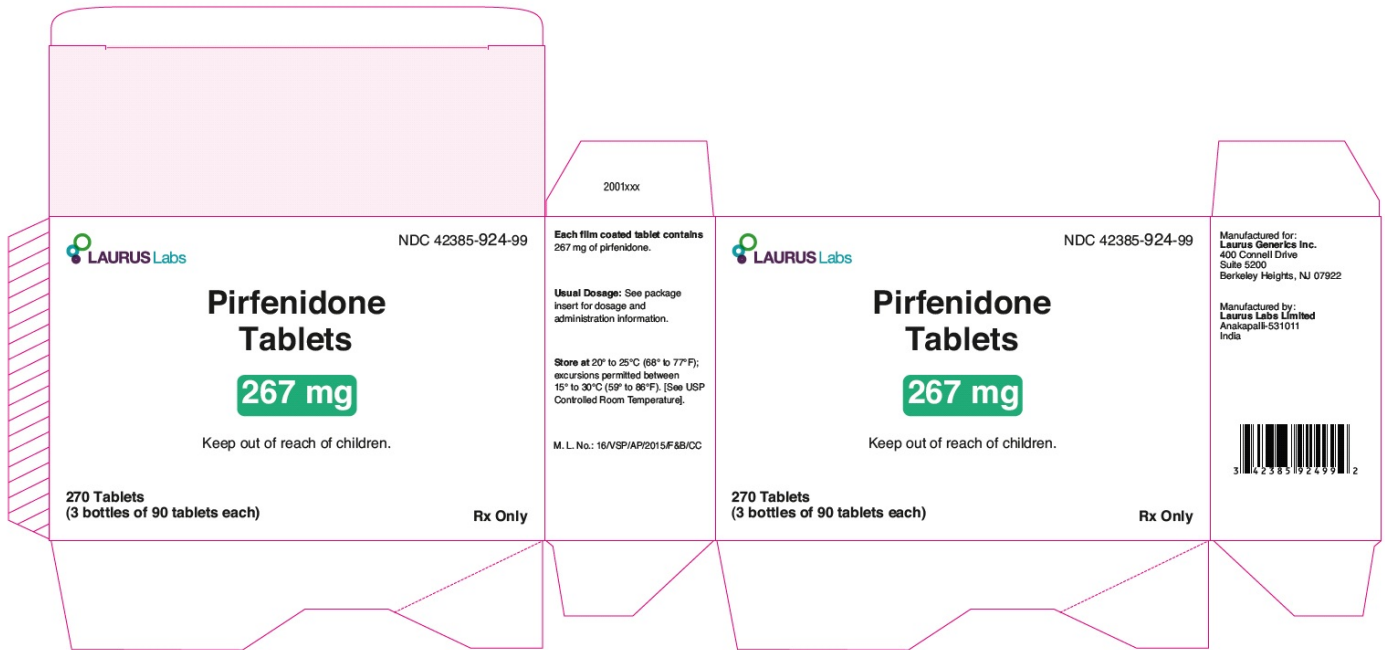 2001xxx
LAURUS Labs
NDC 42385-924-99
Pirfenidone
Tablets
267 mg
Keep out of reach of children.
270 Tablets
(3 bottles of 90 tablets each)
Rx Only
Each film coated tablet contains
267 mg of pirfenidone.
Usual Dosage: See package
insert for dosage and
administration information.
Store at 20° to 25°C (68° to 77°F);
excursions permitted between
15° to 30°C (59° to 86°F). [See USP
Controlled Room Temperature].
M. L. No.: 16/VSP/AP/2015/F&B/CC
LAURUS Labs
NDC 42385-924-99
Pirfenidone
Tablets
267 mg
Keep out of reach of children.
270 Tablets
(3 bottles of 90 tablets each)
Rx Only
Manufactured for:
Laurus Generics Inc.
400 Connell Drive
Suite 5200
Berkeley Heights, NJ 07922
Manufactured by:
Laurus Labs Limited
Anakapalli-531011
India
3 42385 92499 2